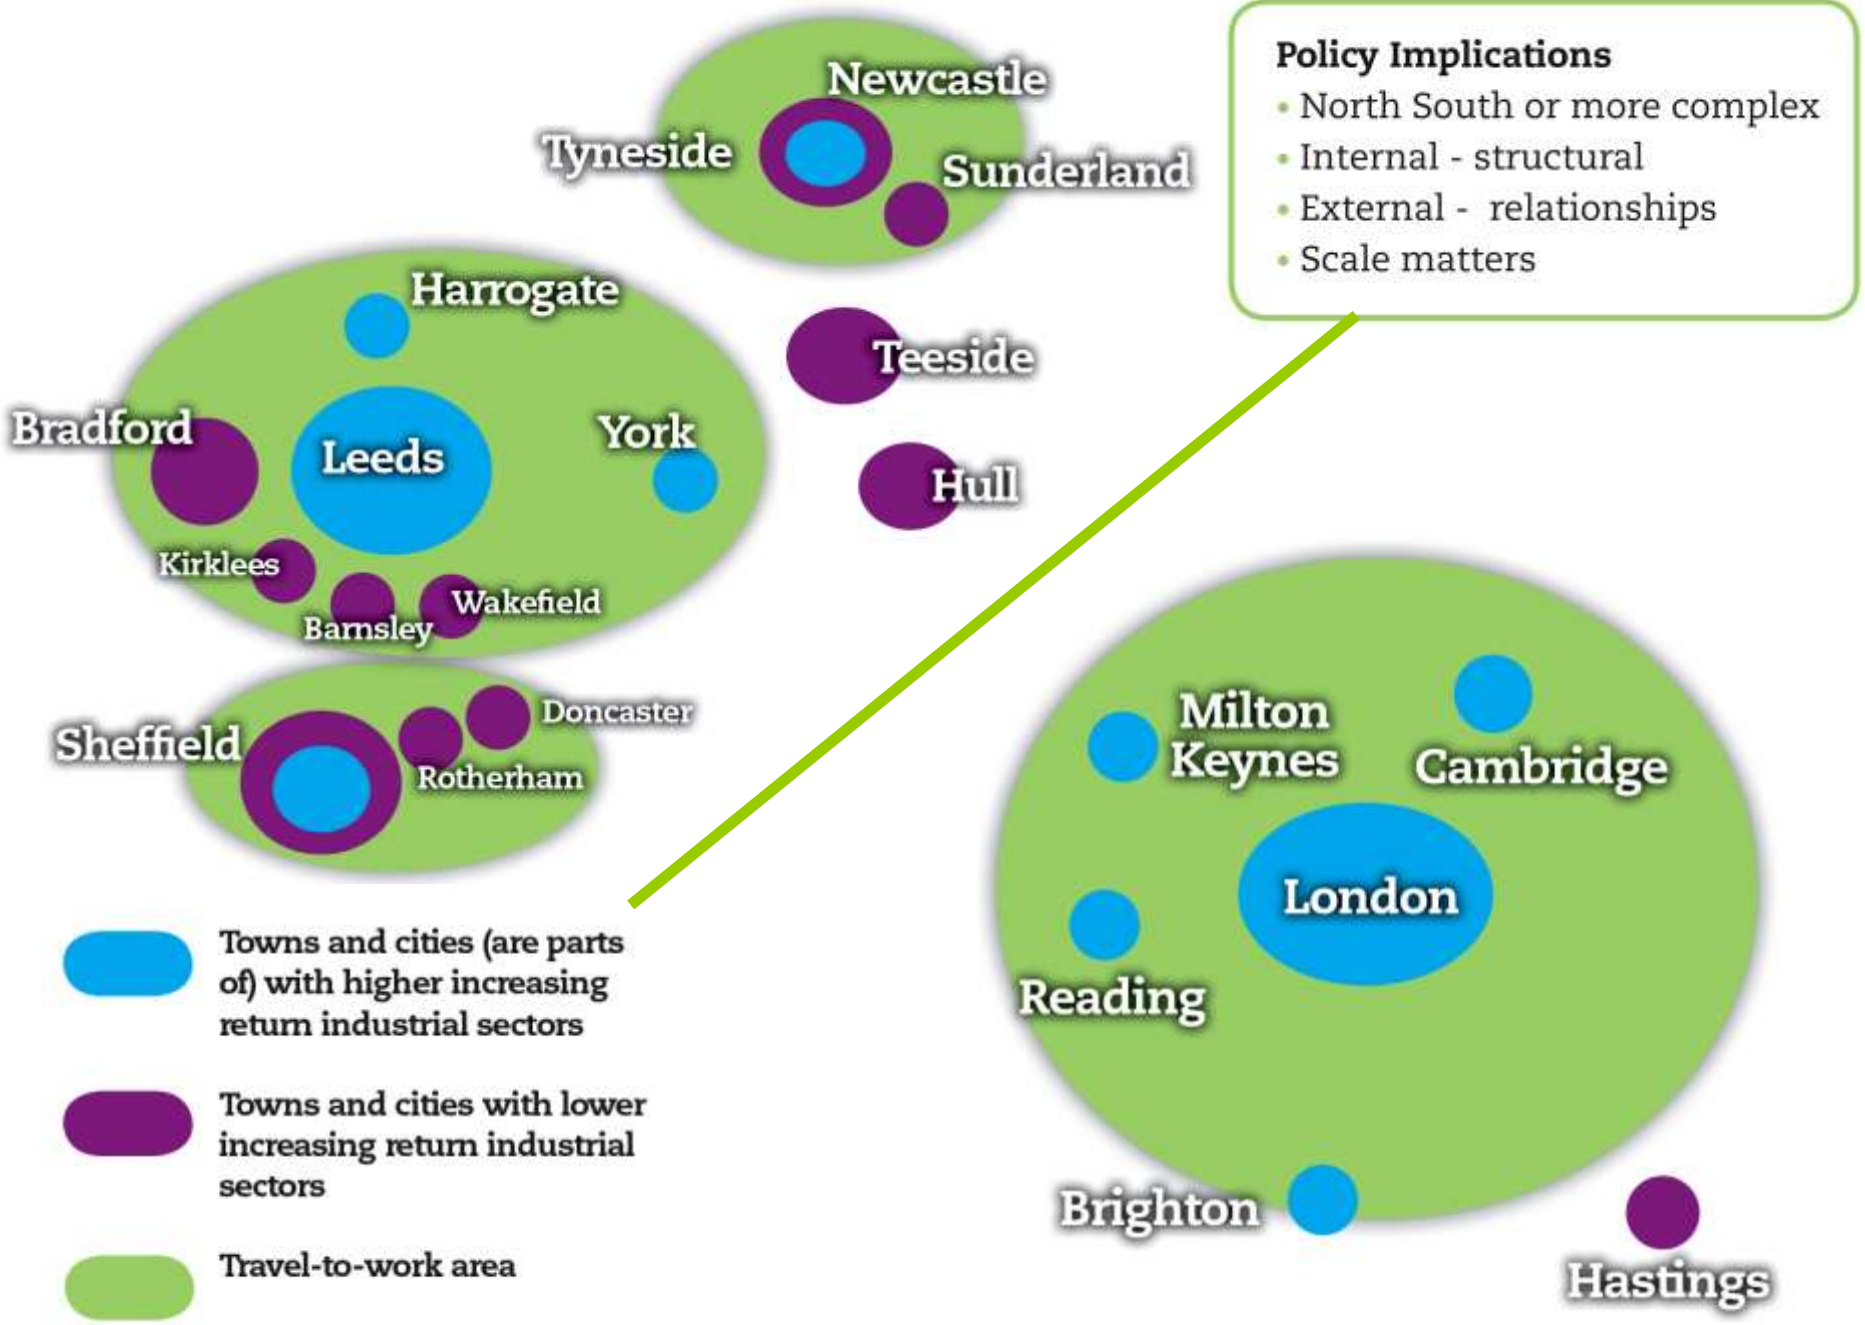 Newcastle
Tyneside
Sunderland
Policy Implications
• North South or more complex
• Internal - structural
• External - relationships
• Scale matters
Harrogate
Teeside
Bradford
Leeds
York
Hull
Kirklees
Barnsley
Wakefield
Sheffield
Doncaster
Rotherham
Milton
Keynes
Cambridge
London
Reading
Brighton
Hastings
Towns and cities (are parts
of) with higher increasing
return industrial sectors
Towns and cities with lower
increasing return industrial
sectors
Travel-to-work area